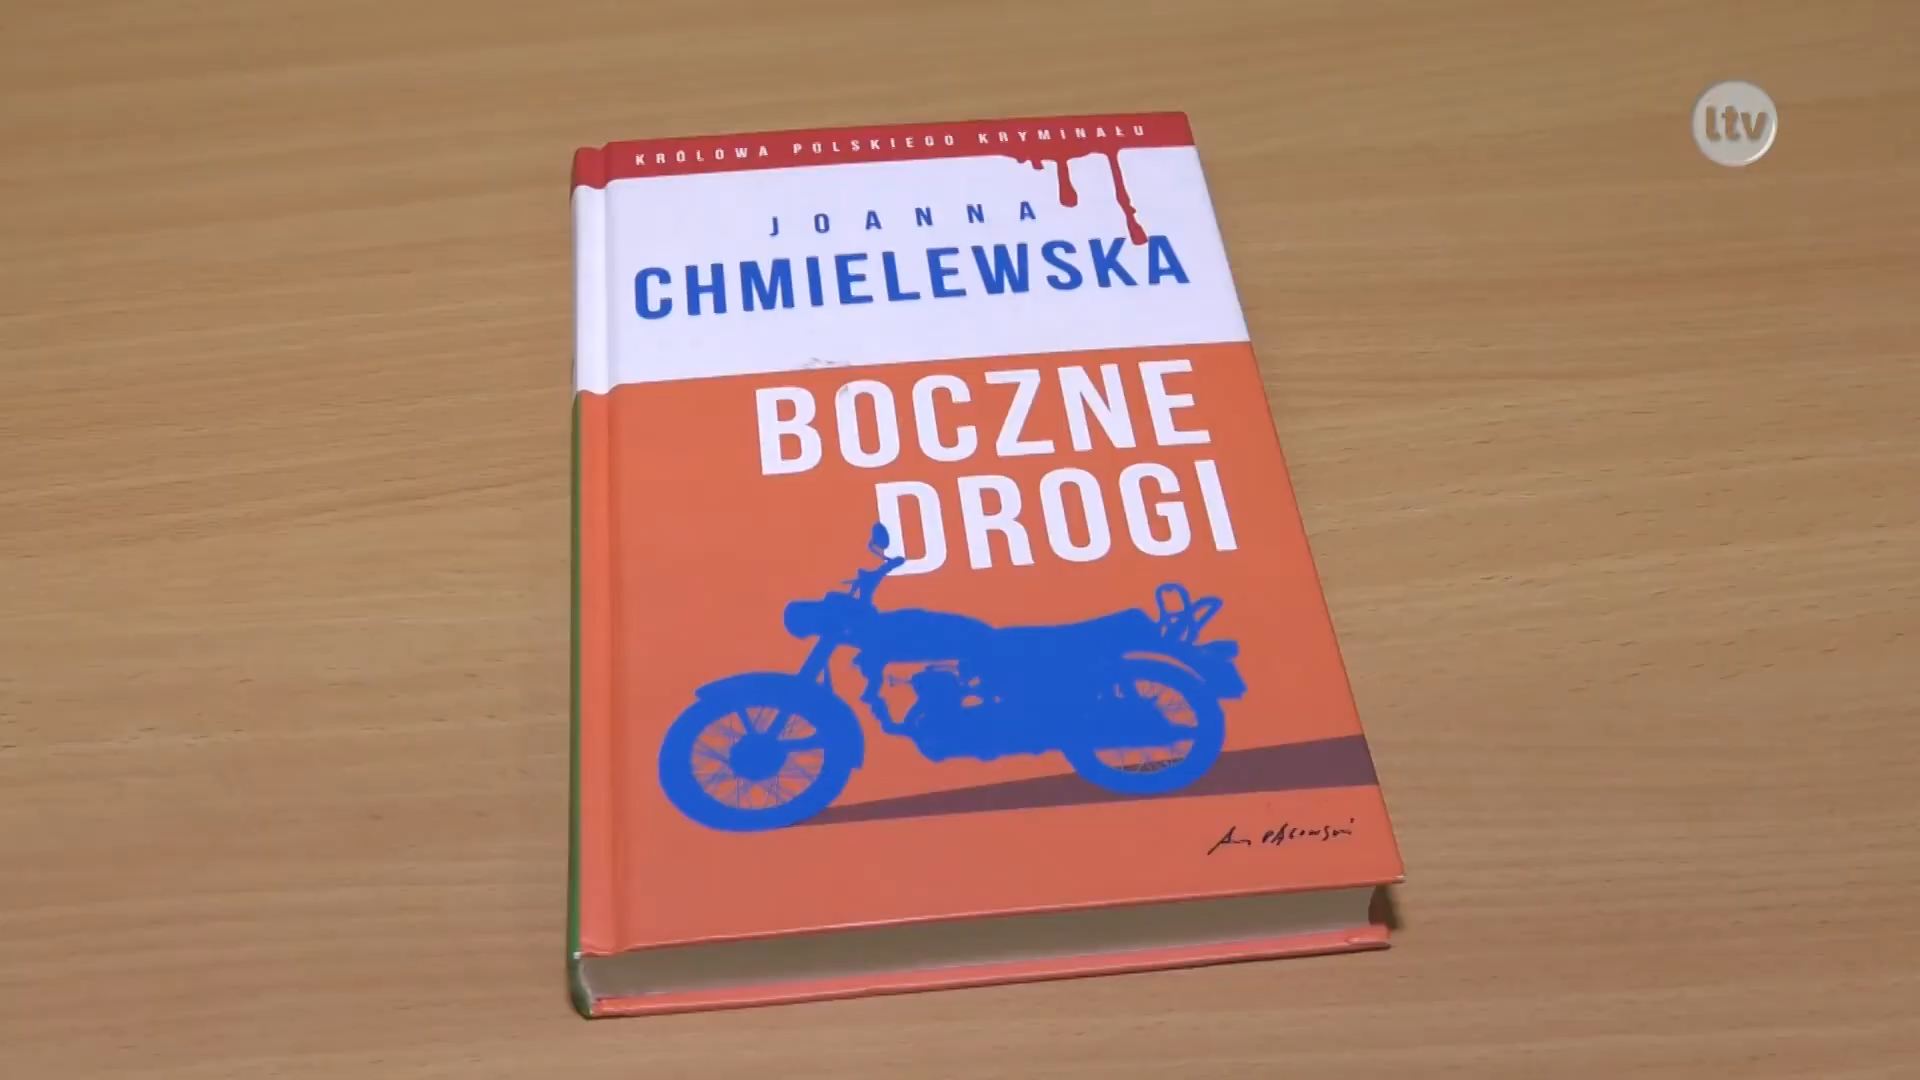 KRÓLOWA POLSKIEGO KRYMINAŁU
JOANNA
CHMIELEWSKA
BOCZNE
DROGI
ltv